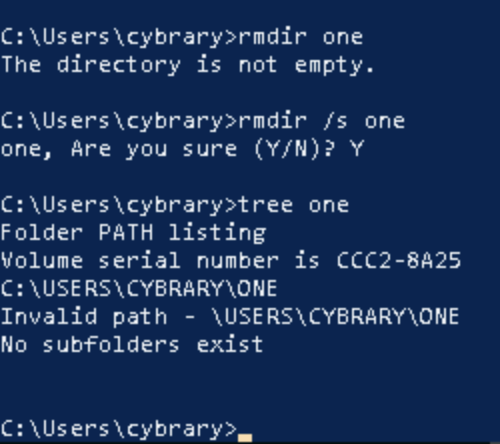 C:\Users\cybrary>rmdir one
The directory is not empty.
C:\Users\cybrary>rmdir /s one
one, Are you sure (Y/N)? Y
C:\Users\cybrary>tree one
Folder PATH listing
Volume serial number is CCC2-8A25
C:\USERS\CYBRARY\ONE
Invalid path - \USERS\CYBRARY\ONE
No subfolders exist
C:\Users\cybrary>